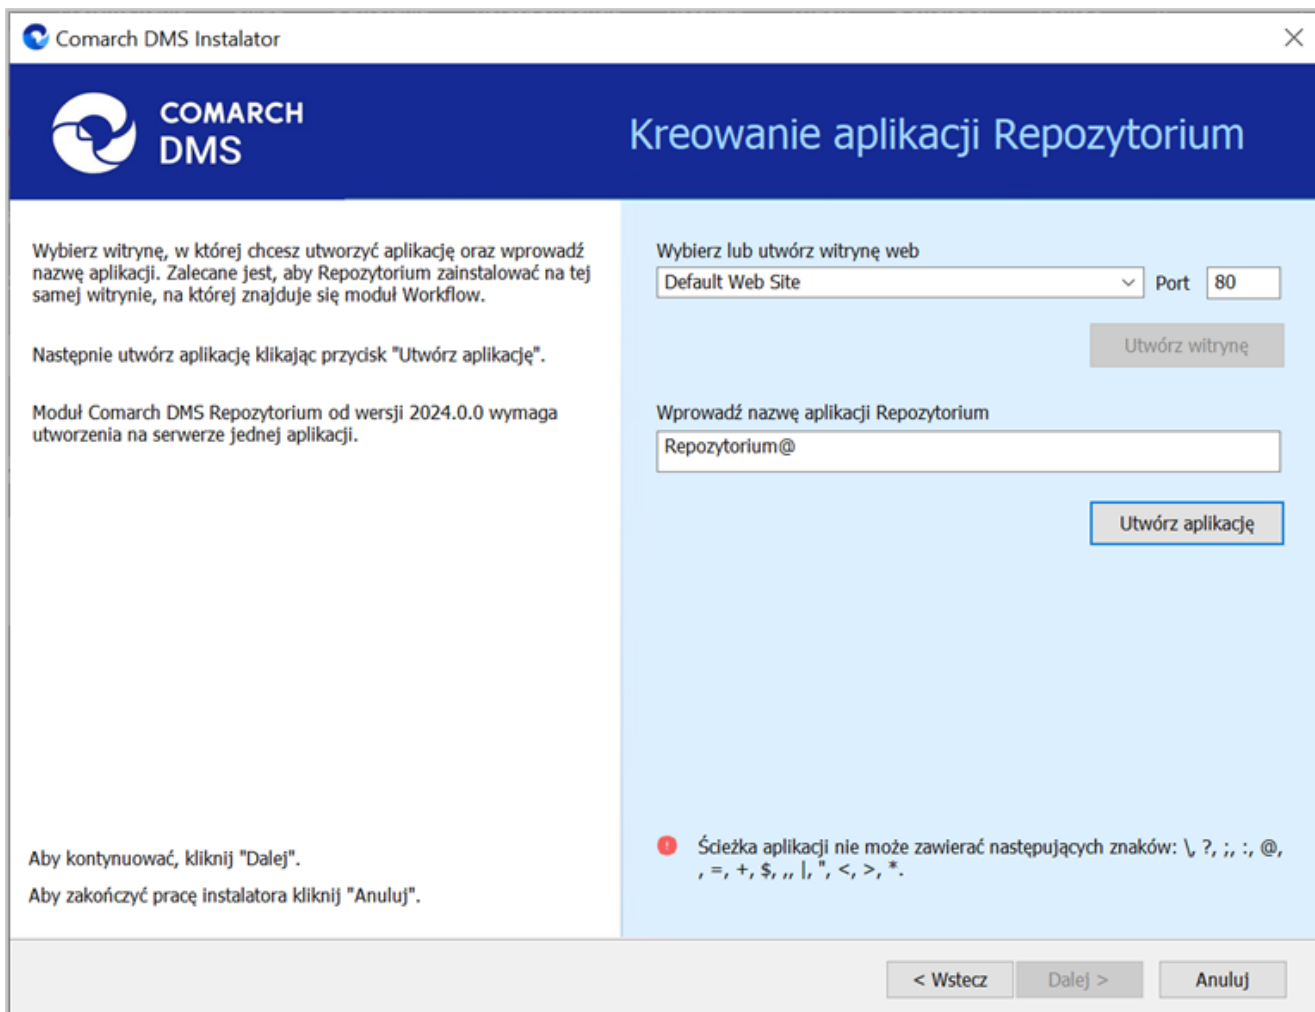 Comarch DMS Instalator
COMARCH
DMS
Kreowanie aplikacji Repozytorium
Wybierz witrynę, w której chcesz utworzyć aplikację oraz wprowadź
nazwę aplikacji. Zalecane jest, aby Repozytorium zainstalować na tej
samej witrynie, na której znajduje się moduł Workflow.
Następnie utwórz aplikację klikając przycisk "Utwórz aplikację".
Moduł Comarch DMS Repozytorium od wersji 2024.0.0 wymaga
utworzenia na serwerze jednej aplikacji.
Aby kontynuować, kliknij "Dalej".
Aby zakończyć pracę instalatora kliknij "Anuluj".
Wybierz lub utwórz witrynę web
Default Web Site Port 80
Utwórz witrynę
Wprowadź nazwę aplikacji Repozytorium
Repozytorium@
Utwórz aplikację
Ścieżka aplikacji nie może zawierać następujących znaków: \, ?, ;, :, @,
, =, +, $, ,, |, ", <, >, *.
< Wstecz Dalej > Anuluj